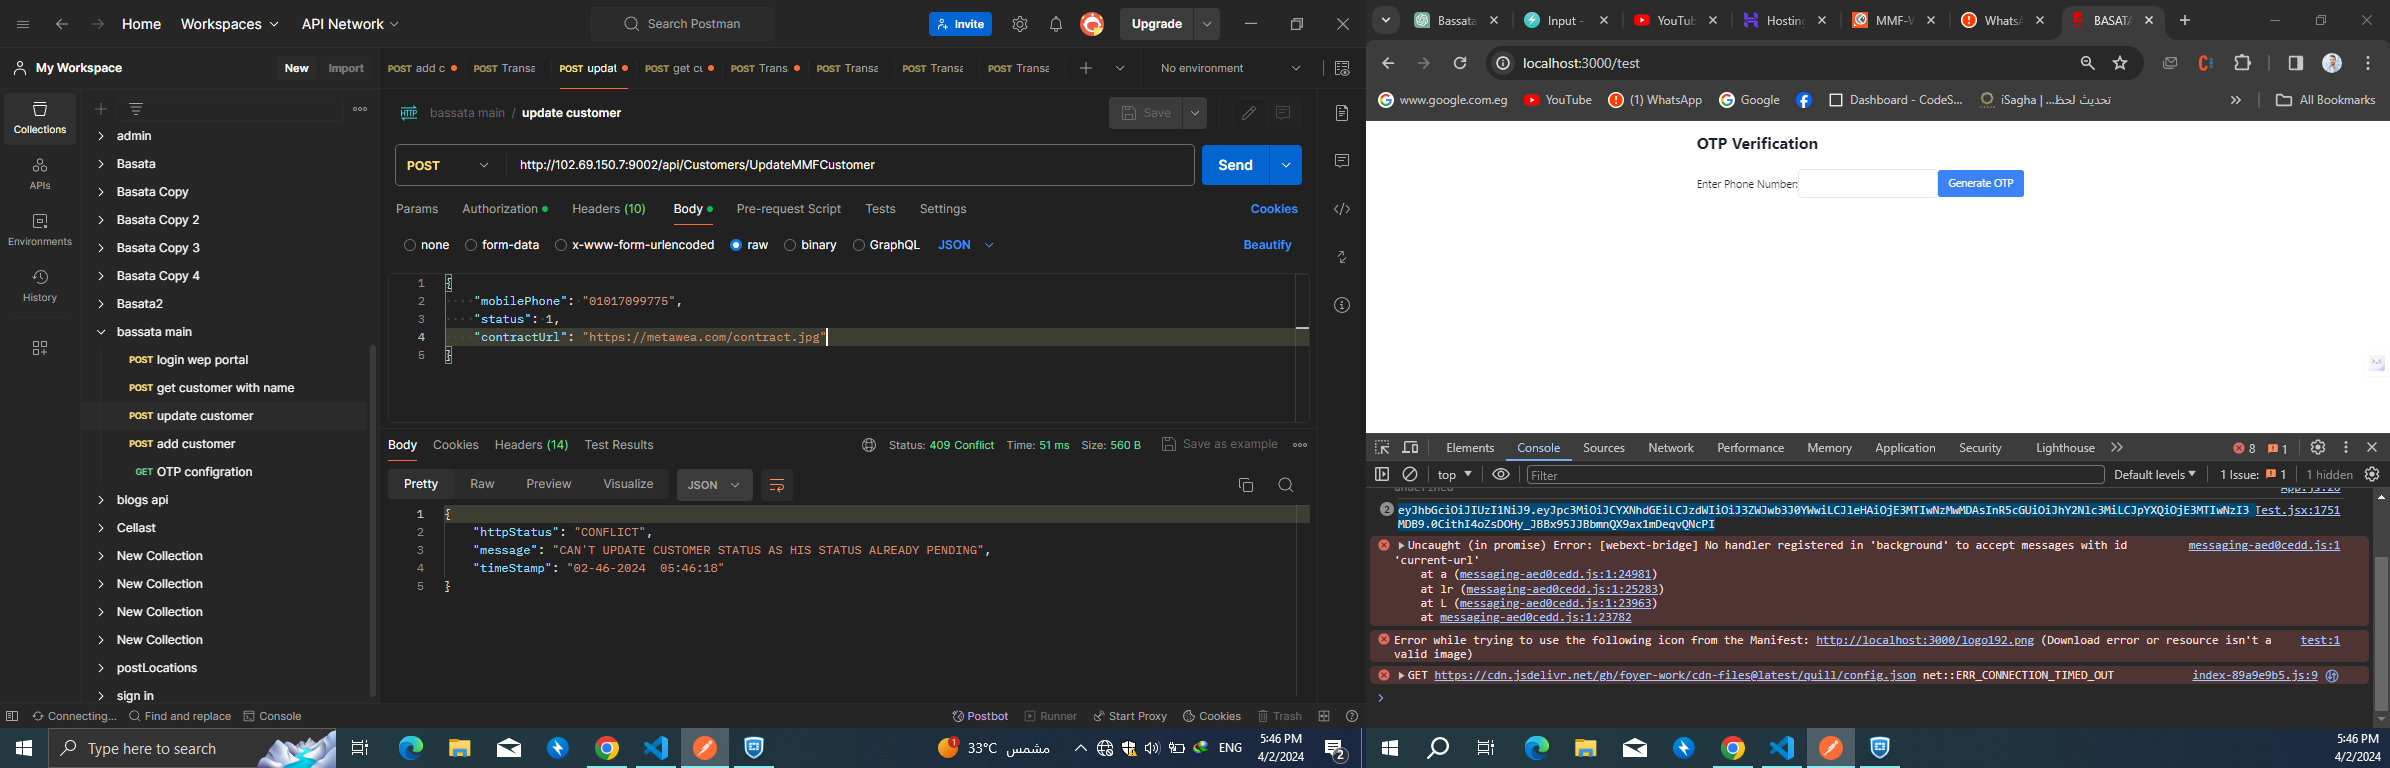 Home
Workspaces
API Network
Search Postman
Invite
Upgrade
My Workspace
New
Import
POST add c
POST Transa
POST updat
POST get cu
POST Trans
POST Transa
POST Transa
POST Transa
No environment
Collections
APIs
Environments
History
admin
Basata
Basata Copy
Basata Copy 2
Basata Copy 3
Basata Copy 4
Basata2
bassata main
POST login wep portal
POST get customer with name
POST update customer
POST add customer
GET OTP configration
blogs api
Cellast
New Collection
New Collection
New Collection
New Collection
postLocations
sign in
HTTP bassata main / update customer
Save
POST http://102.69.150.7:9002/api/Customers/UpdateMMFCustomer
Send
Params Authorization Headers (10) Body Pre-request Script Tests Settings Cookies
none form-data x-www-form-urlencoded raw binary GraphQL JSON Beautify
1 {
2 "mobilePhone": "01017099775",
3 "status": 1,
4 "contractUrl": "https://metawea.com/contract.jpg"
5 }
Body Cookies Headers (14) Test Results
Status: 409 Conflict Time: 51 ms Size: 560 B Save as example
Pretty Raw Preview Visualize JSON
1 {
2 "httpStatus": "CONFLICT",
3 "message": "CAN'T UPDATE CUSTOMER STATUS AS HIS STATUS ALREADY PENDING",
4 "timeStamp": "02-46-2024 05:46:18"
5 }
Connecting... Find and replace Console
Postbot Runner Start Proxy Cookies Trash
Type here to search
33°C مشمس
ENG
5:46 PM
4/2/2024
2
Bassata
Input -
YouTub
Hosting
MMF-V
WhatsA
BASATA
localhost:3000/test
www.google.com.eg
YouTube
(1) WhatsApp
Google
Dashboard - CodeS...
iSagha | ...تحديث لحظ
All Bookmarks
OTP Verification
Enter Phone Number:
Generate OTP
Elements Console Sources Network Performance Memory Application Security Lighthouse
8 1
top
Filter
Default levels
1 Issue: 1
1 hidden
undefined App.js:26
2 Test.jsx:1751
Uncaught (in promise) Error: [webext-bridge] No handler registered in 'background' to accept messages with id messaging-aed0cedd.js:1
'current-url'
at a (messaging-aed0cedd.js:1:24981)
at lr (messaging-aed0cedd.js:1:25283)
at L (messaging-aed0cedd.js:1:23963)
at messaging-aed0cedd.js:1:23782
Error while trying to use the following icon from the Manifest: http://localhost:3000/logo192.png (Download error or resource isn't a test:1
valid image)
GET https://cdn.jsdelivr.net/gh/foyer-work/cdn-files@latest/quill/config.json net::ERR_CONNECTION_TIMED_OUT index-89a9e9b5.js:9
5:46 PM
4/2/2024